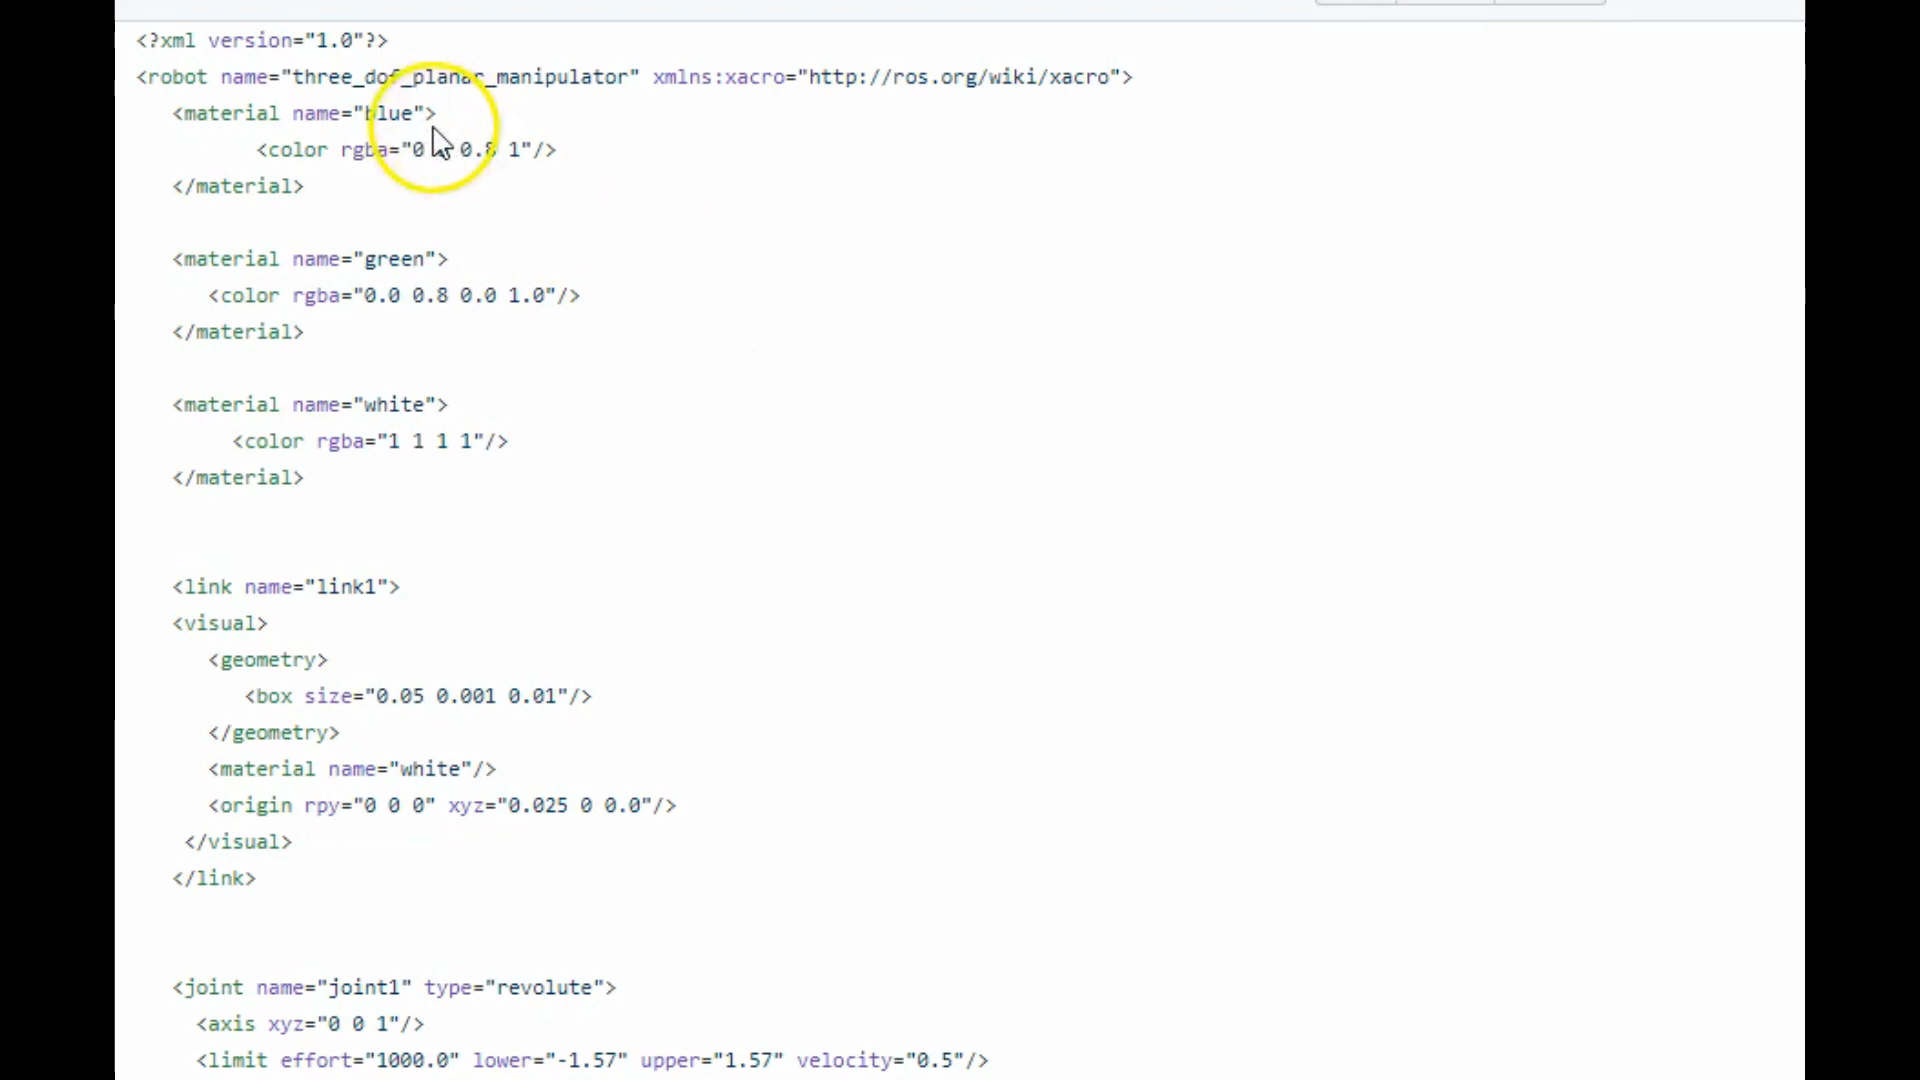 <?xml version="1.0"?>
<robot name="three_dof_planar_manipulator" xmlns:xacro="http://ros.org/wiki/xacro">
<material name="blue">
<color rgba="0 0.8 1"/>
</material>
<material name="green">
<color rgba="0.0 0.8 0.0 1.0"/>
</material>
<material name="white">
<color rgba="1 1 1 1"/>
</material>
<link name="link1">
<visual>
<geometry>
<box size="0.05 0.001 0.01"/>
</geometry>
<material name="white"/>
<origin rpy="0 0 0" xyz="0.025 0 0.0"/>
</visual>
</link>
<joint name="joint1" type="revolute">
<axis xyz="0 0 1"/>
<limit effort="1000.0" lower="-1.57" upper="1.57" velocity="0.5"/>